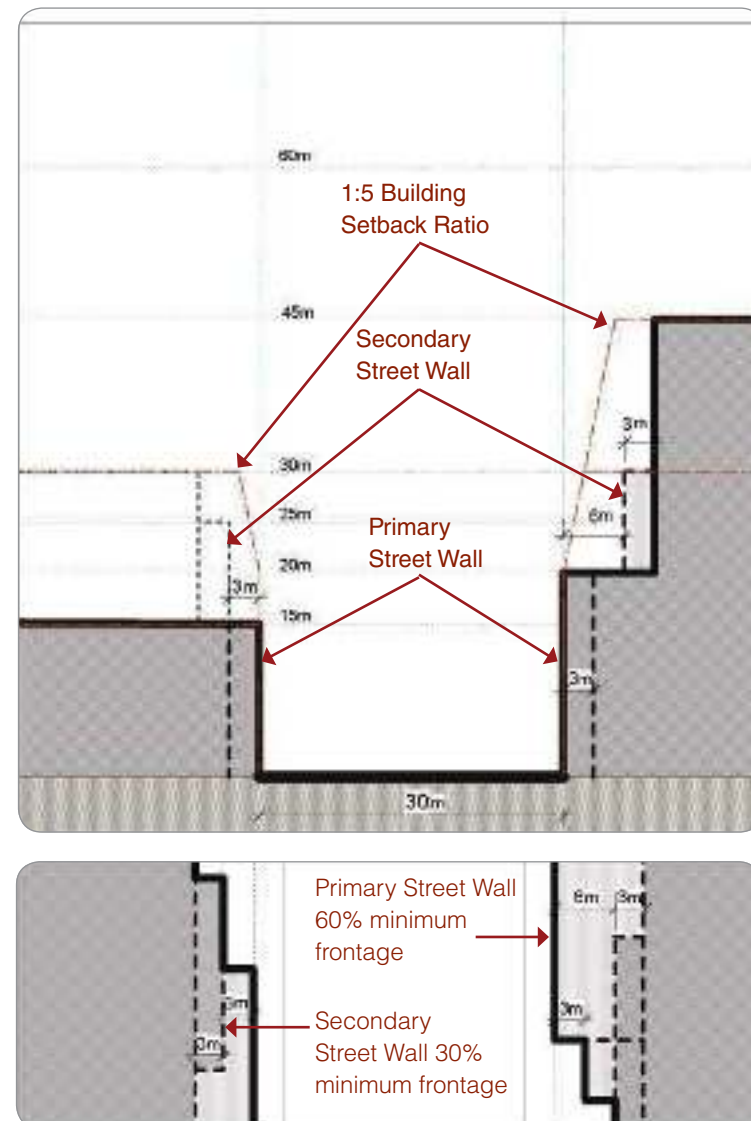 60m
1:5 Building
Setback Ratio
45m
Secondary
Street Wall
3m
30m
25m
6m
Primary
Street Wall
20m
3m
15m
3m
30m
Primary Street Wall
60% minimum
frontage
6m
3m
3m
3m
Secondary
Street Wall 30%
minimum frontage
3m